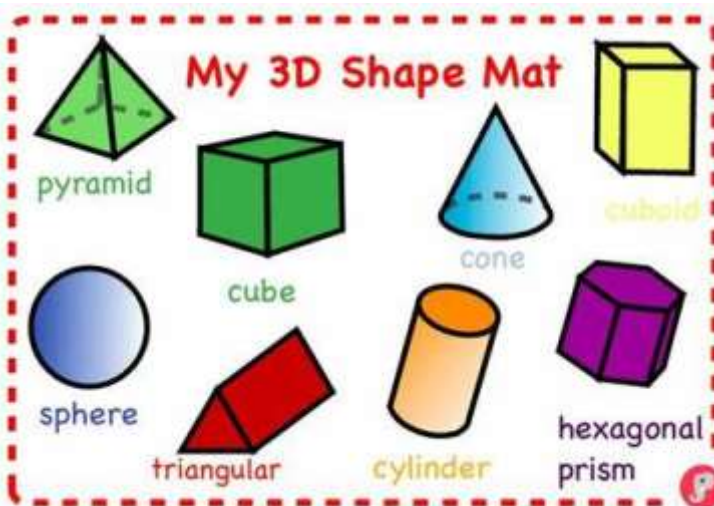 My 3D Shape Mat
pyramid
cube
cone
cuboid
sphere
triangular
cylinder
hexagonal
prism